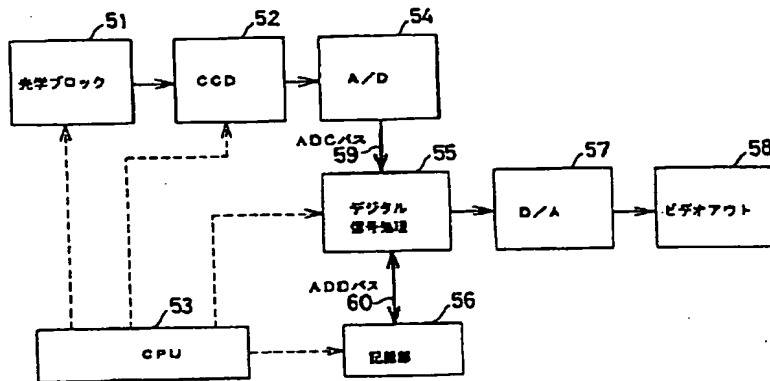 51
52
54
光学ブロック
CCD
A/D
ADCバス
59
55
57
58
デジタル
信号処理
D/A
ビデオアウト
ADDバス
60
53
56
CPU
記憶部